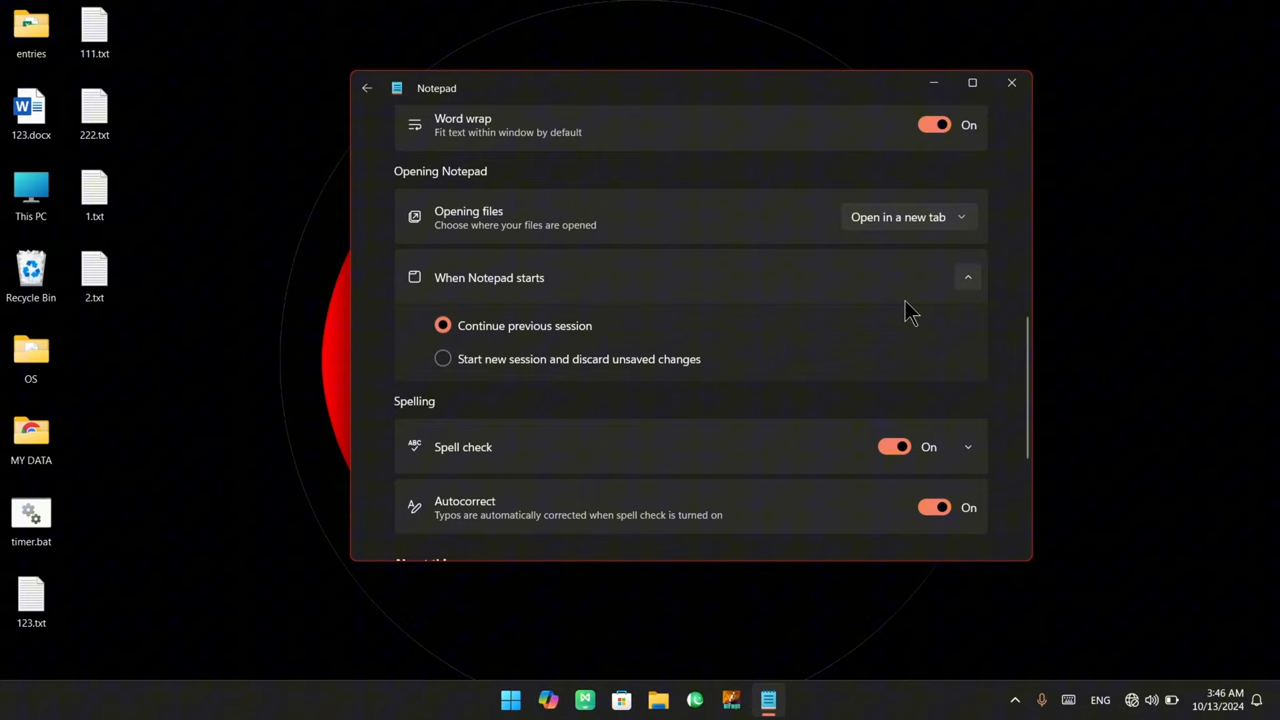 entries
111.txt
123.docx
222.txt
This PC
1.txt
Recycle Bin
2.txt
OS
MY DATA
timer.bat
123.txt
Notepad
Word wrap
Fit text within window by default
On
Opening Notepad
Opening files
Choose where your files are opened
Open in a new tab
When Notepad starts
Continue previous session
Start new session and discard unsaved changes
Spelling
ABC
Spell check
On
Autocorrect
Typos are automatically corrected when spell check is turned on
On
ENG
3:46 AM
10/13/2024